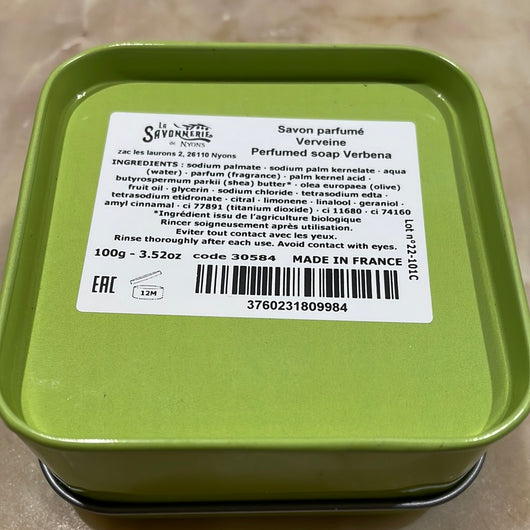 La
SAVONNERIE
de NYONS
zac les laurons 2, 26110 Nyons
Savon parfumé
Verveine
Perfumed soap Verbena
INGREDIENTS : sodium palmate · sodium palm kernelate · aqua
(water) · parfum (fragrance) · palm kernel acid ·
butyrospermum parkii (shea) butter* · olea europaea (olive)
fruit oil · glycerin · sodium chloride · tetrasodium edta ·
tetrasodium etidronate · citral · limonene · linalool · geraniol ·
amyl cinnamal · ci 77891 (titanium dioxide) · ci 11680 · ci 74160
*Ingrédient issu de l'agriculture biologique
Rincer soigneusement après utilisation.
Eviter tout contact avec les yeux.
Rinse thoroughly after each use. Avoid contact with eyes.
100g - 3.52oz code 30584 MADE IN FRANCE
Lot n°22-101C
EAC 12M
3760231809984